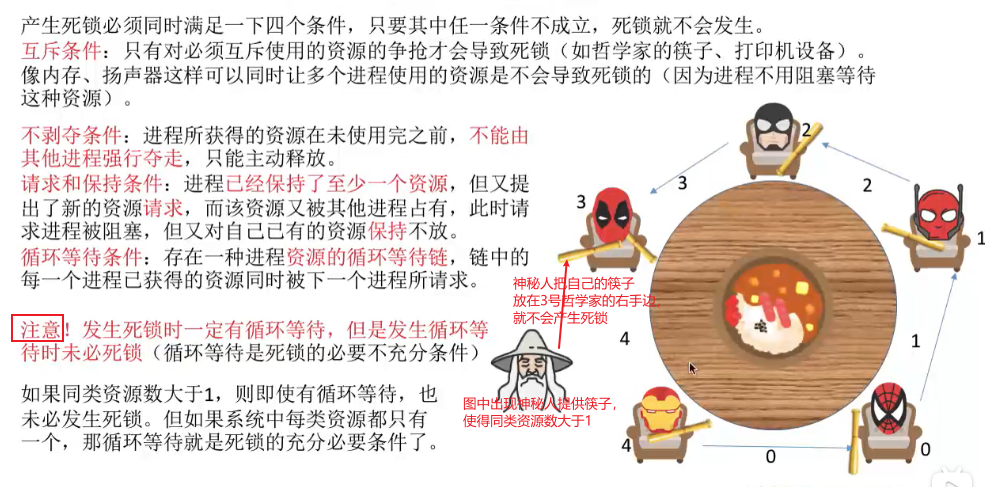 产生死锁必须同时满足一下四个条件，只要其中任一条件不成立，死锁就不会发生。
互斥条件：只有对必须互斥使用的资源的争抢才会导致死锁（如哲学家的筷子、打印机设备）。
像内存、扬声器这样可以同时让多个进程使用的资源是不会导致死锁的（因为进程不用阻塞等待
这种资源）。
不剥夺条件：进程所获得的资源在未使用完之前，不能由
其他进程强行夺走，只能主动释放。
请求和保持条件：进程已经保持了至少一个资源，但又提
出了新的资源请求，而该资源又被其他进程占有，此时请
求进程被阻塞，但又对自己已有的资源保持不放。
循环等待条件：存在一种进程资源的循环等待链，链中的
每一个进程已获得的资源同时被下一个进程所请求。
注意！发生死锁时一定有循环等待，但是发生循环等
待时未必死锁（循环等待是死锁的必要不充分条件）
如果同类资源数大于1，则即使有循环等待，也
未必发生死锁。但如果系统中每类资源都只有
一个，那循环等待就是死锁的充分必要条件了。
2
3
2
3
1
神秘人把自己的筷子
放在3号哲学家的右手边，
就不会产生死锁
4
1
图中出现神秘人提供筷子，
使得同类资源数大于1
4
0
0